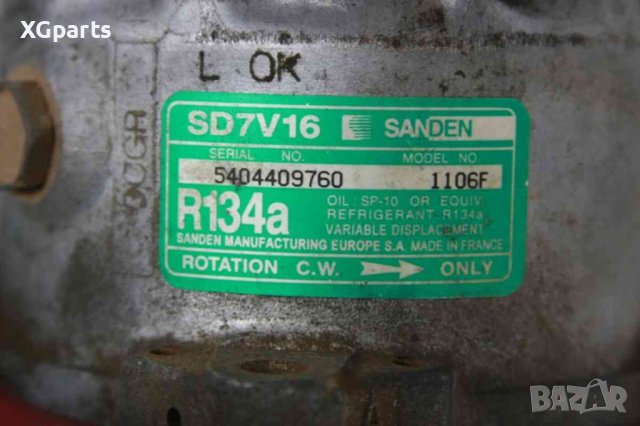 XGparts
L OK
OCGR
SD7V16 SANDEN
SERIAL NO. MODEL NO.
5404409760 1106F
R134a
OIL: SP-10 OR EQUIV.
REFRIGERANT: R134a
VARIABLE DISPLACEMENT
SANDEN MANUFACTURING EUROPE S.A. MADE IN FRANCE
ROTATION C.W. ONLY
BAZAR